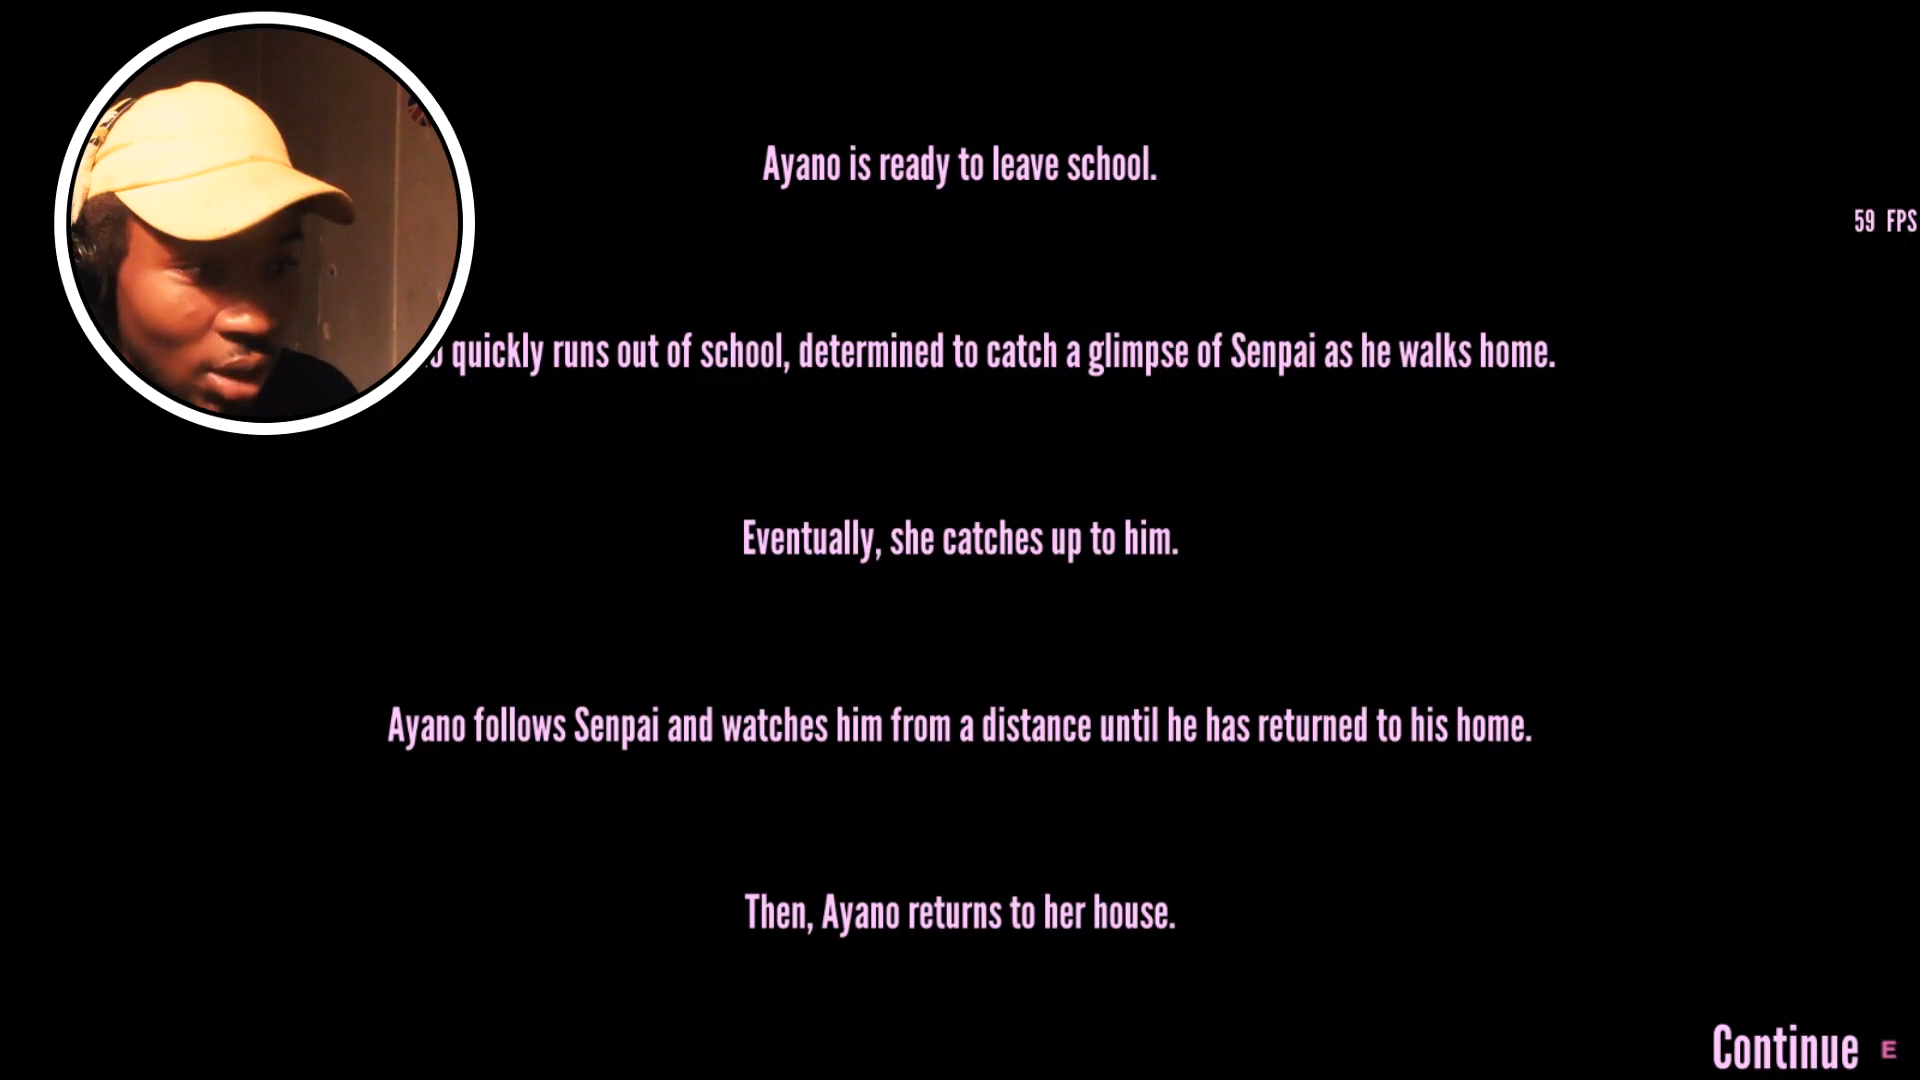 Ayano is ready to leave school.
59 FPS
quickly runs out of school, determined to catch a glimpse of Senpai as he walks home.
Eventually, she catches up to him.
Ayano follows Senpai and watches him from a distance until he has returned to his home.
Then, Ayano returns to her house.
Continue E